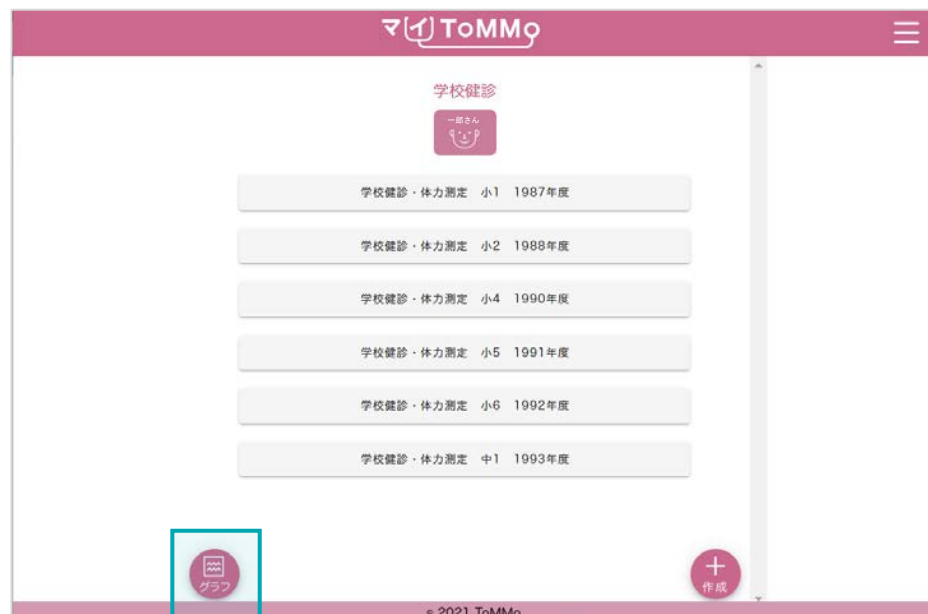 マイ ToMMo
学校健診
一郎さん
学校健診・体力測定　小1　1987年度
学校健診・体力測定　小2　1988年度
学校健診・体力測定　小4　1990年度
学校健診・体力測定　小5　1991年度
学校健診・体力測定　小6　1992年度
学校健診・体力測定　中1　1993年度
グラフ
作成
© 2021 ToMMo